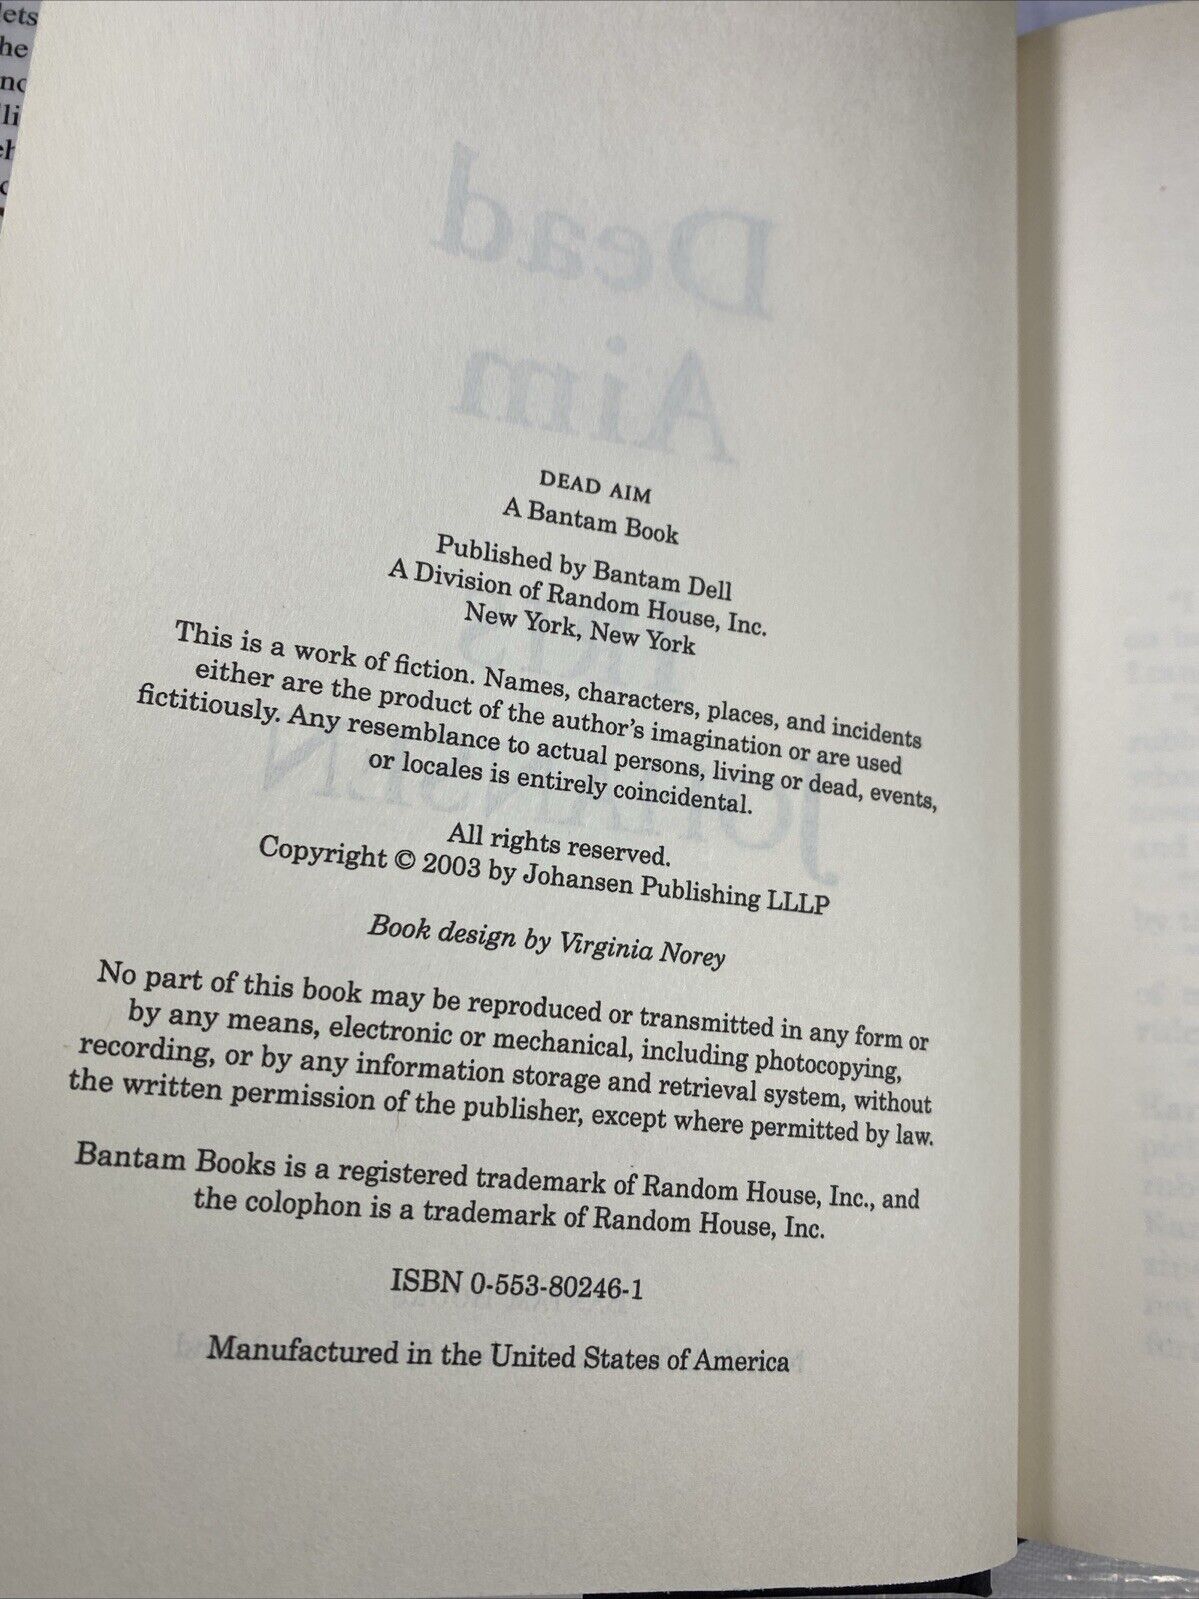 Dead
Aim
DEAD AIM
A Bantam Book
Published by Bantam Dell
A Division of Random House, Inc.
New York, New York
This is a work of fiction. Names, characters, places, and incidents
either are the product of the author's imagination or are used
fictitiously. Any resemblance to actual persons, living or dead, events,
or locales is entirely coincidental.
All rights reserved.
Copyright © 2003 by Johansen Publishing LLLP
Book design by Virginia Norey
No part of this book may be reproduced or transmitted in any form or
by any means, electronic or mechanical, including photocopying,
recording, or by any information storage and retrieval system, without
the written permission of the publisher, except where permitted by law.
Bantam Books is a registered trademark of Random House, Inc., and
the colophon is a trademark of Random House, Inc.
ISBN 0-553-80246-1
Manufactured in the United States of America